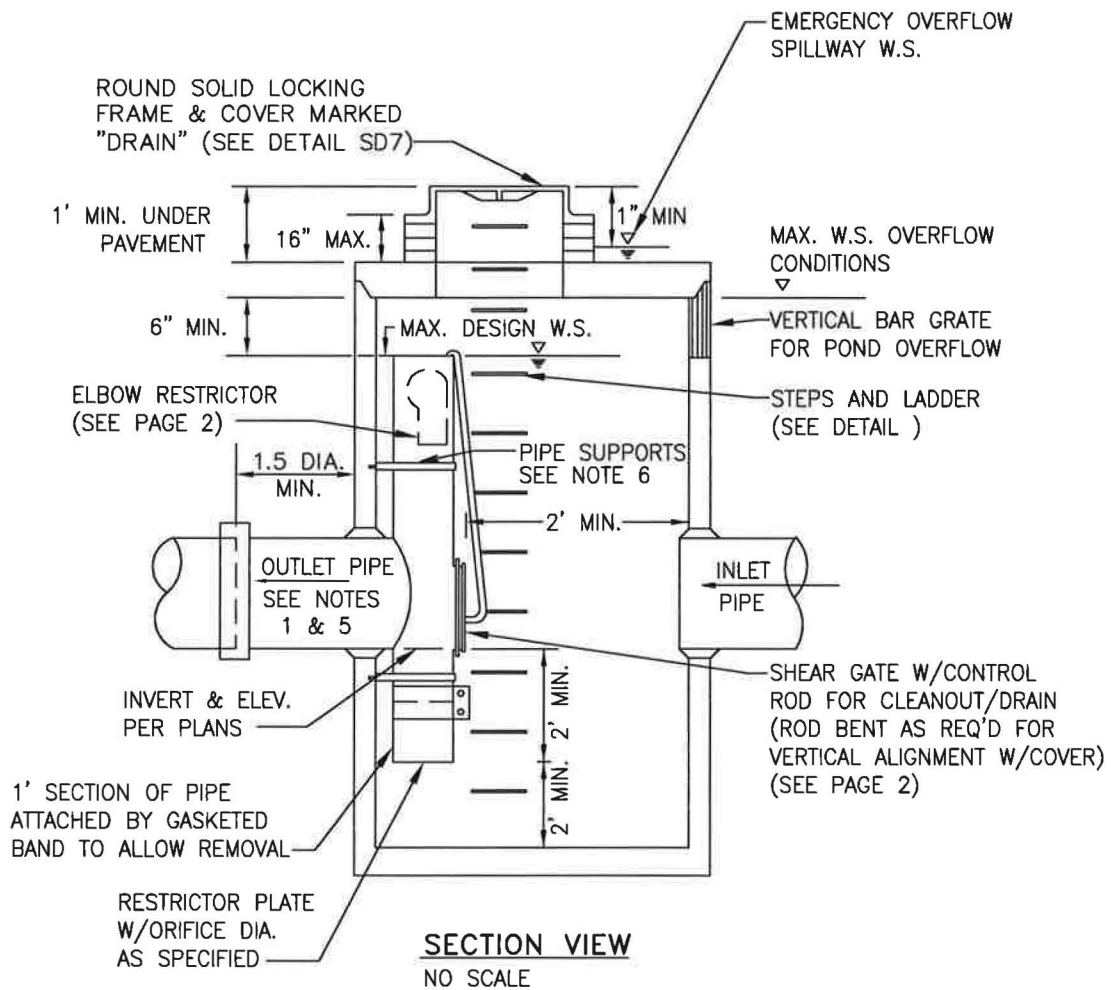 EMERGENCY OVERFLOW
SPILLWAY W.S.
ROUND SOLID LOCKING
FRAME & COVER MARKED
"DRAIN" (SEE DETAIL SD7)
1' MIN. UNDER
PAVEMENT
16" MAX.
1" MIN
MAX. W.S. OVERFLOW
CONDITIONS
6" MIN.
MAX. DESIGN W.S.
VERTICAL BAR GRATE
FOR POND OVERFLOW
ELBOW RESTRICTOR
(SEE PAGE 2)
STEPS AND LADDER
(SEE DETAIL )
1.5 DIA.
MIN.
PIPE SUPPORTS
SEE NOTE 6
2' MIN.
OUTLET PIPE
SEE NOTES
1 & 5
INLET
PIPE
INVERT & ELEV.
PER PLANS
2' MIN.
2' MIN.
SHEAR GATE W/CONTROL
ROD FOR CLEANOUT/DRAIN
(ROD BENT AS REQ'D FOR
VERTICAL ALIGNMENT W/COVER)
(SEE PAGE 2)
1' SECTION OF PIPE
ATTACHED BY GASKETED
BAND TO ALLOW REMOVAL
RESTRICTOR PLATE
W/ORIFICE DIA.
AS SPECIFIED
SECTION VIEW
NO SCALE